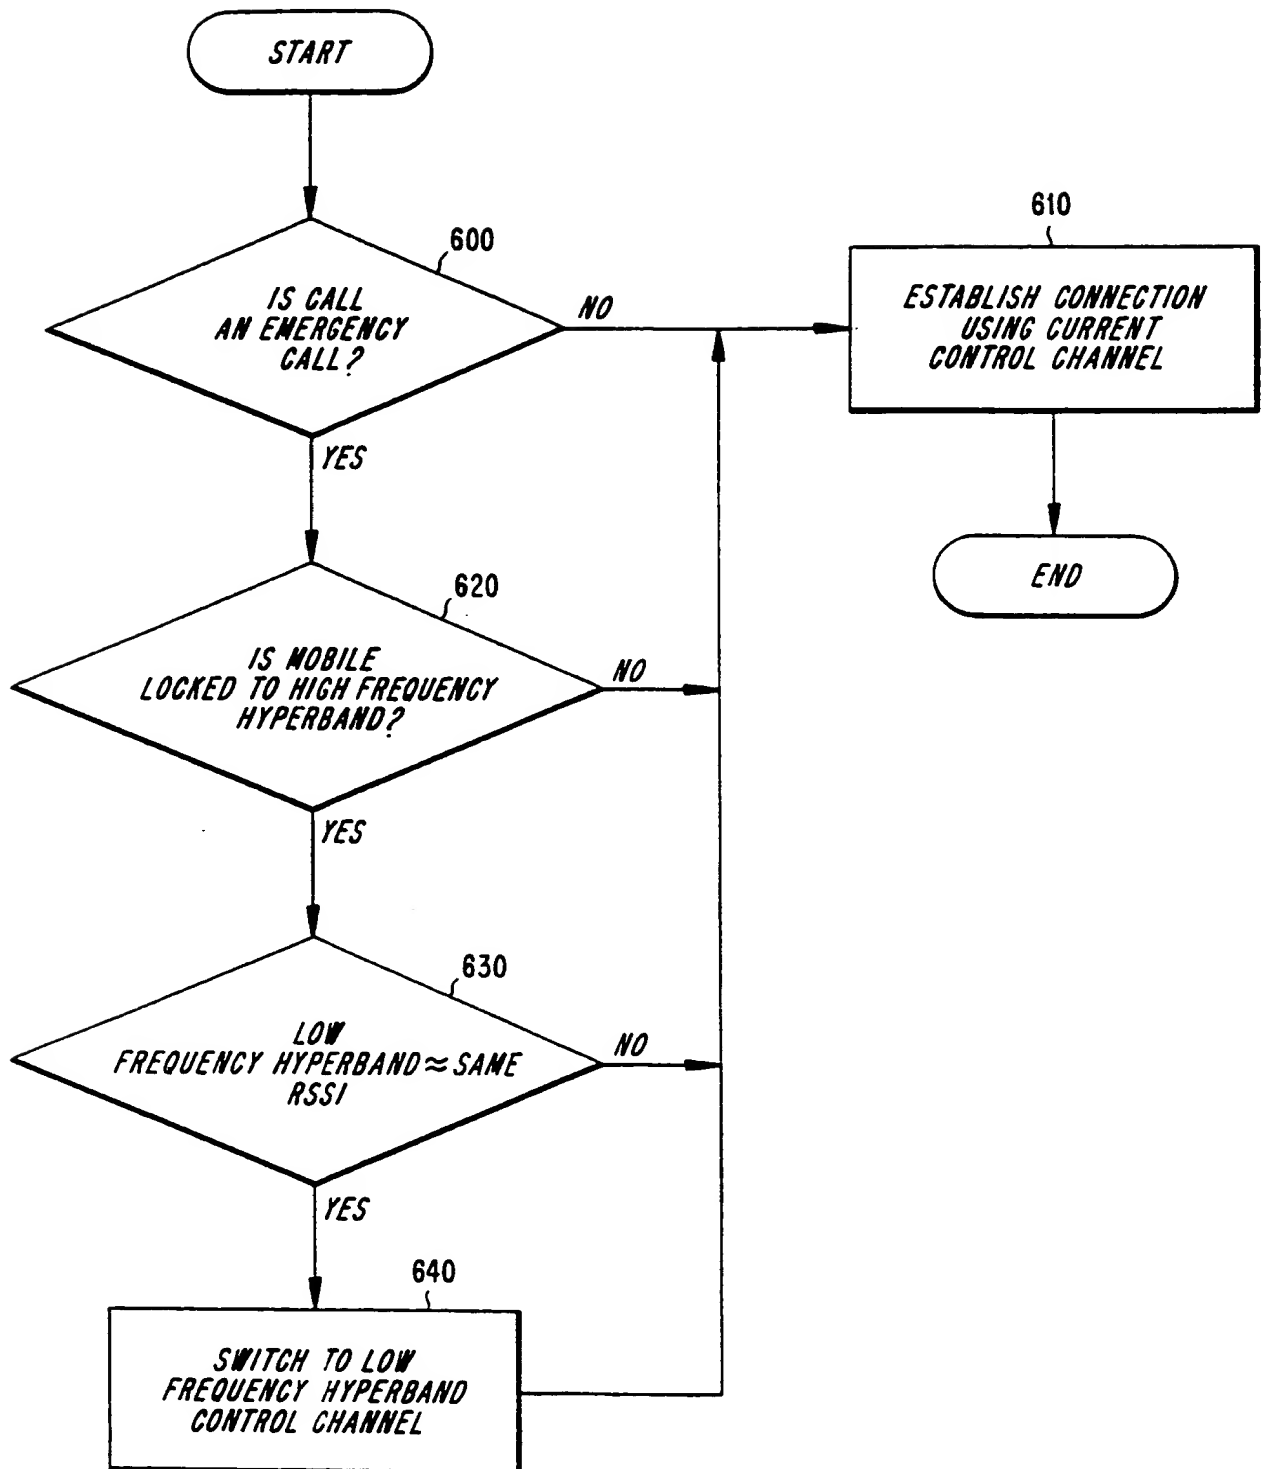 START
600
IS CALL
AN EMERGENCY
CALL?
NO
YES
610
ESTABLISH CONNECTION
USING CURRENT
CONTROL CHANNEL
END
620
IS MOBILE
LOCKED TO HIGH FREQUENCY
HYPERBAND?
NO
YES
630
LOW
FREQUENCY HYPERBAND ≈ SAME
RSSI
NO
YES
640
SWITCH TO LOW
FREQUENCY HYPERBAND
CONTROL CHANNEL